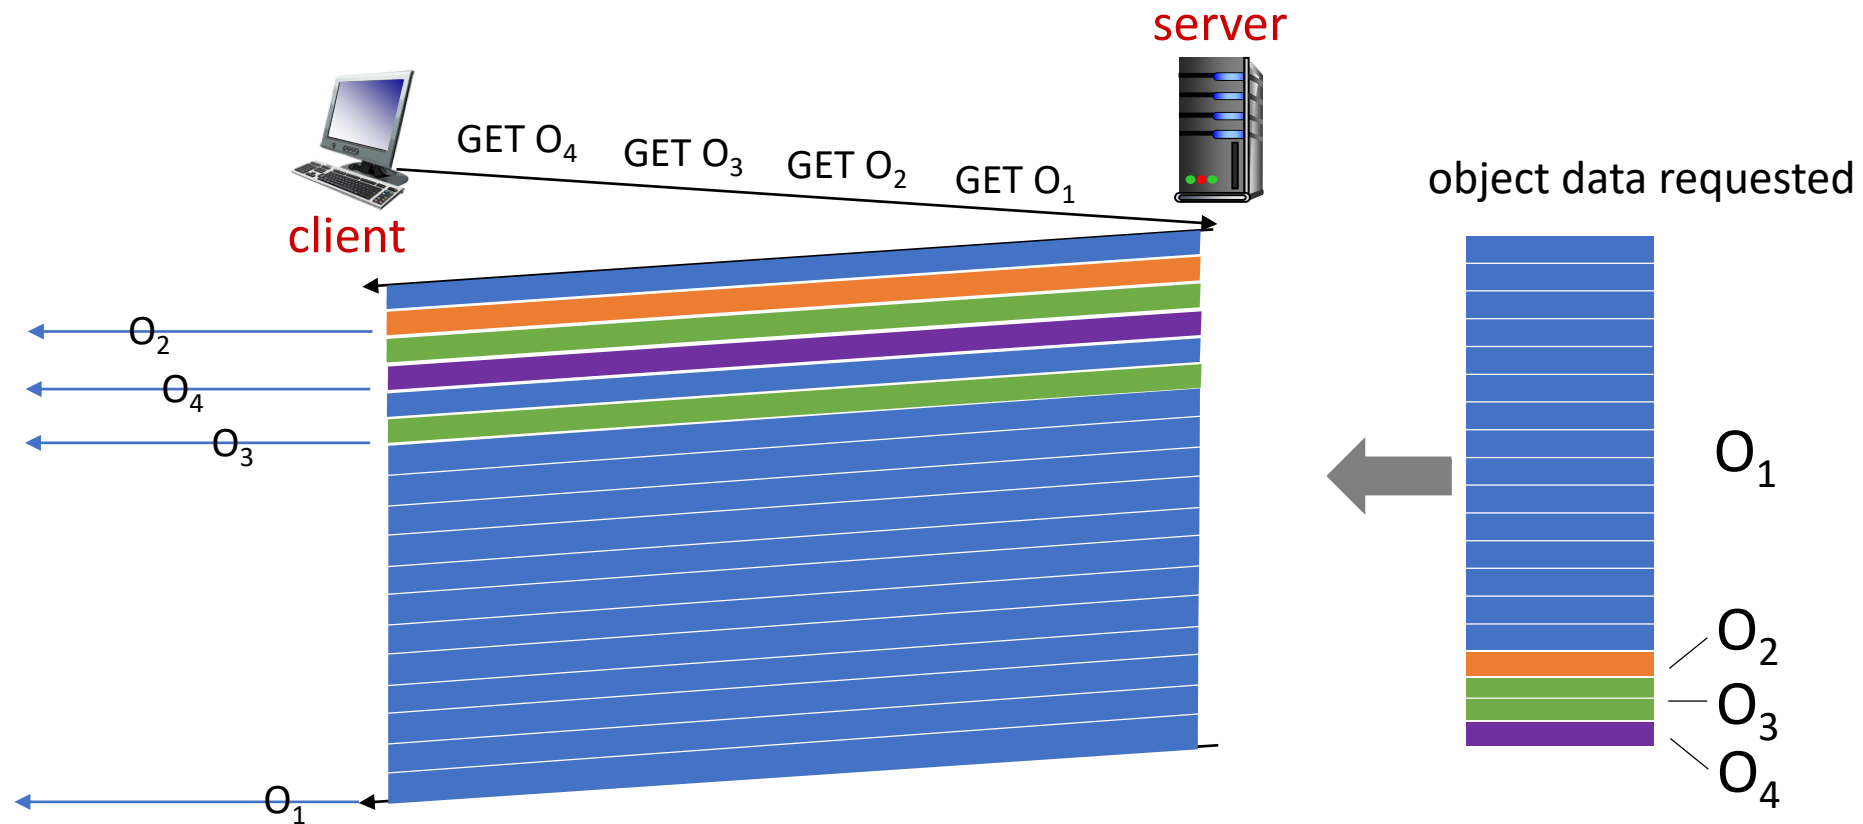 server
GET O₄
GET O₃
GET O₂
GET O₁
object data requested
client
O₂
O₄
O₃
O₁
O₁
O₂
O₃
O₄